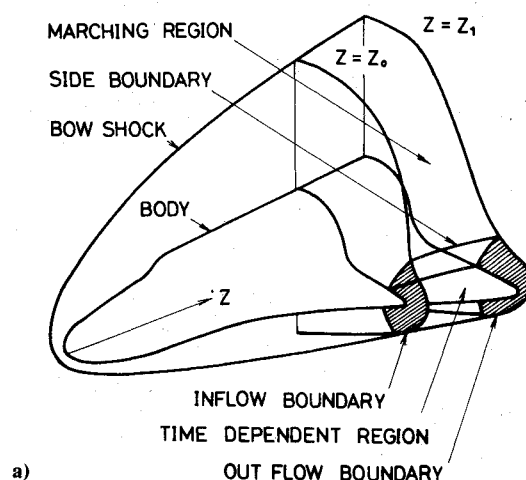 MARCHING REGION
SIDE BOUNDARY
BOW SHOCK
BODY
Z = Z₁
Z = Z₀
Z
INFLOW BOUNDARY
TIME DEPENDENT REGION
OUT FLOW BOUNDARY
a)